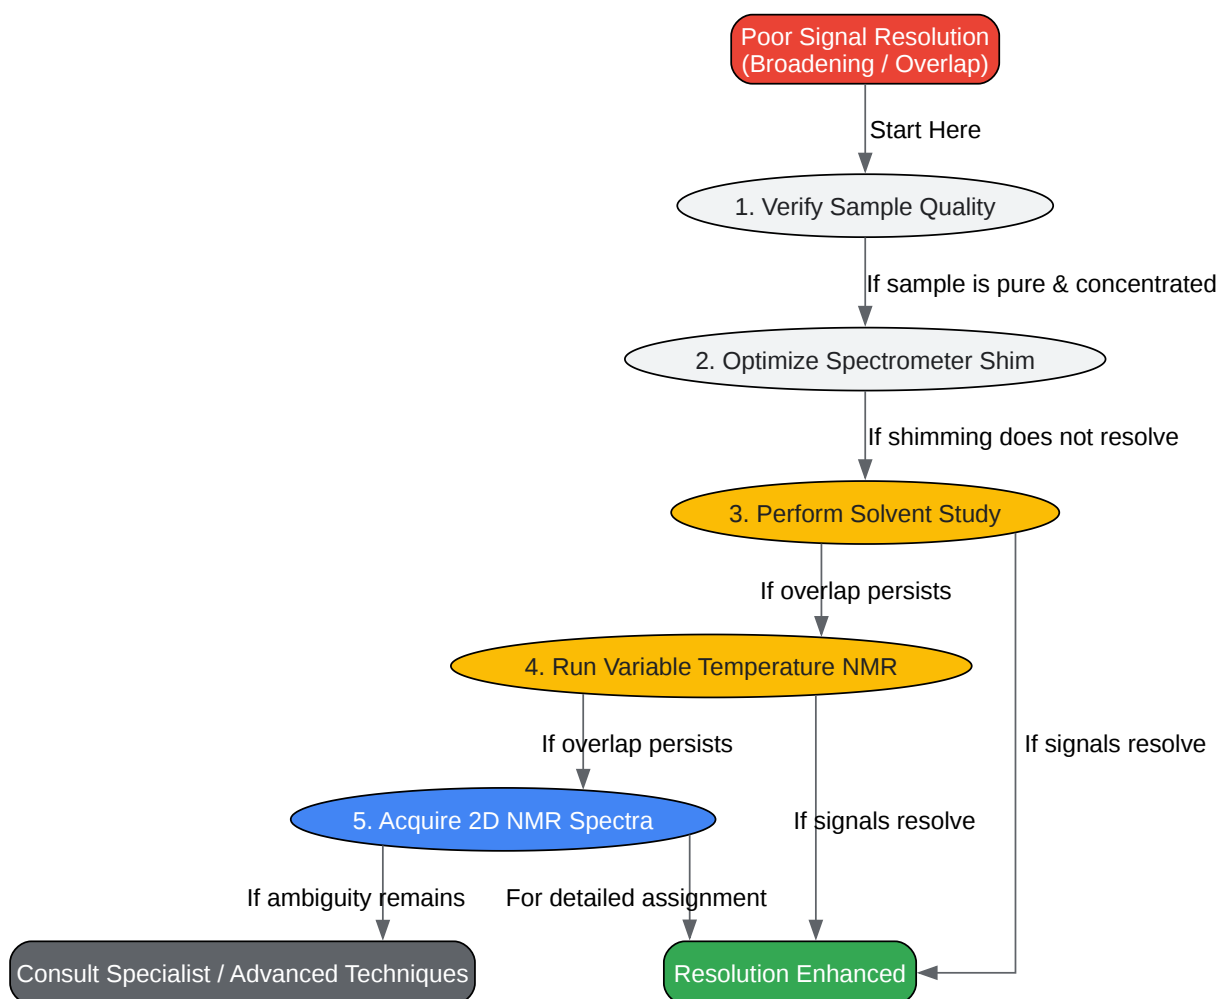 Poor Signal Resolution
(Broadening / Overlap)
Start Here
1. Verify Sample Quality
If sample is pure & concentrated
2. Optimize Spectrometer Shim
If shimming does not resolve
3. Perform Solvent Study
If overlap persists
4. Run Variable Temperature NMR
If overlap persists
If signals resolve
5. Acquire 2D NMR Spectra
If signals resolve
If ambiguity remains
For detailed assignment
Consult Specialist / Advanced Techniques
Resolution Enhanced